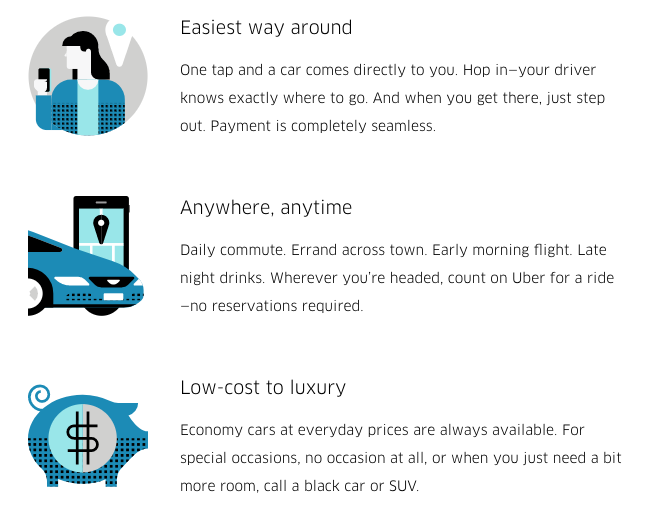 Easiest way around
One tap and a car comes directly to you. Hop in—your driver
knows exactly where to go. And when you get there, just step
out. Payment is completely seamless.
Anywhere, anytime
Daily commute. Errand across town. Early morning flight. Late
night drinks. Wherever you're headed, count on Uber for a ride
—no reservations required.
Low-cost to luxury
Economy cars at everyday prices are always available. For
special occasions, no occasion at all, or when you just need a bit
more room, call a black car or SUV.
$